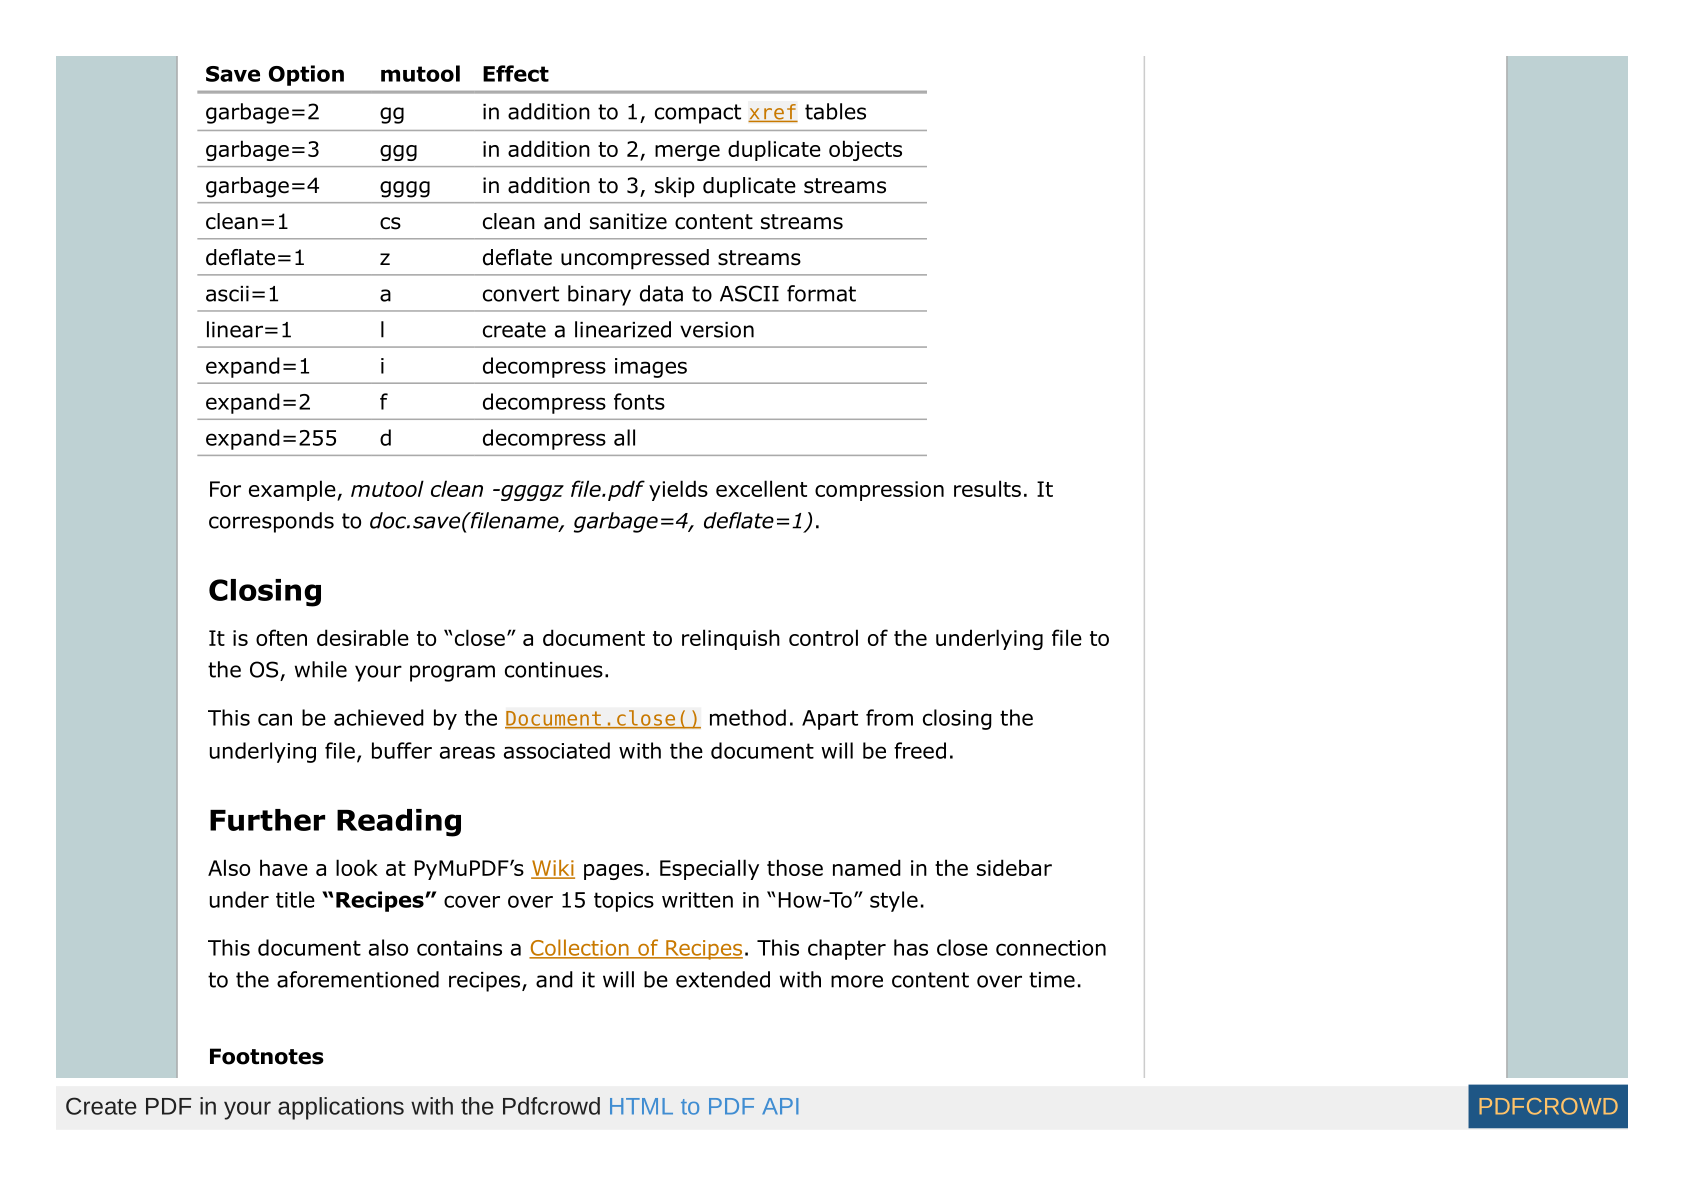 Save Option mutool Effect
garbage=2 gg in addition to 1, compact xref tables
garbage=3 ggg in addition to 2, merge duplicate objects
garbage=4 gggg in addition to 3, skip duplicate streams
clean=1 cs clean and sanitize content streams
deflate=1 z deflate uncompressed streams
ascii=1 a convert binary data to ASCII format
linear=1 l create a linearized version
expand=1 i decompress images
expand=2 f decompress fonts
expand=255 d decompress all
For example, mutool clean -ggggz file.pdf yields excellent compression results. It
corresponds to doc.save(filename, garbage=4, deflate=1).
Closing
It is often desirable to “close” a document to relinquish control of the underlying file to
the OS, while your program continues.
This can be achieved by the Document.close() method. Apart from closing the
underlying file, buffer areas associated with the document will be freed.
Further Reading
Also have a look at PyMuPDF’s Wiki pages. Especially those named in the sidebar
under title “Recipes” cover over 15 topics written in “How-To” style.
This document also contains a Collection of Recipes. This chapter has close connection
to the aforementioned recipes, and it will be extended with more content over time.
Footnotes
Create PDF in your applications with the Pdfcrowd HTML to PDF API PDFCROWD